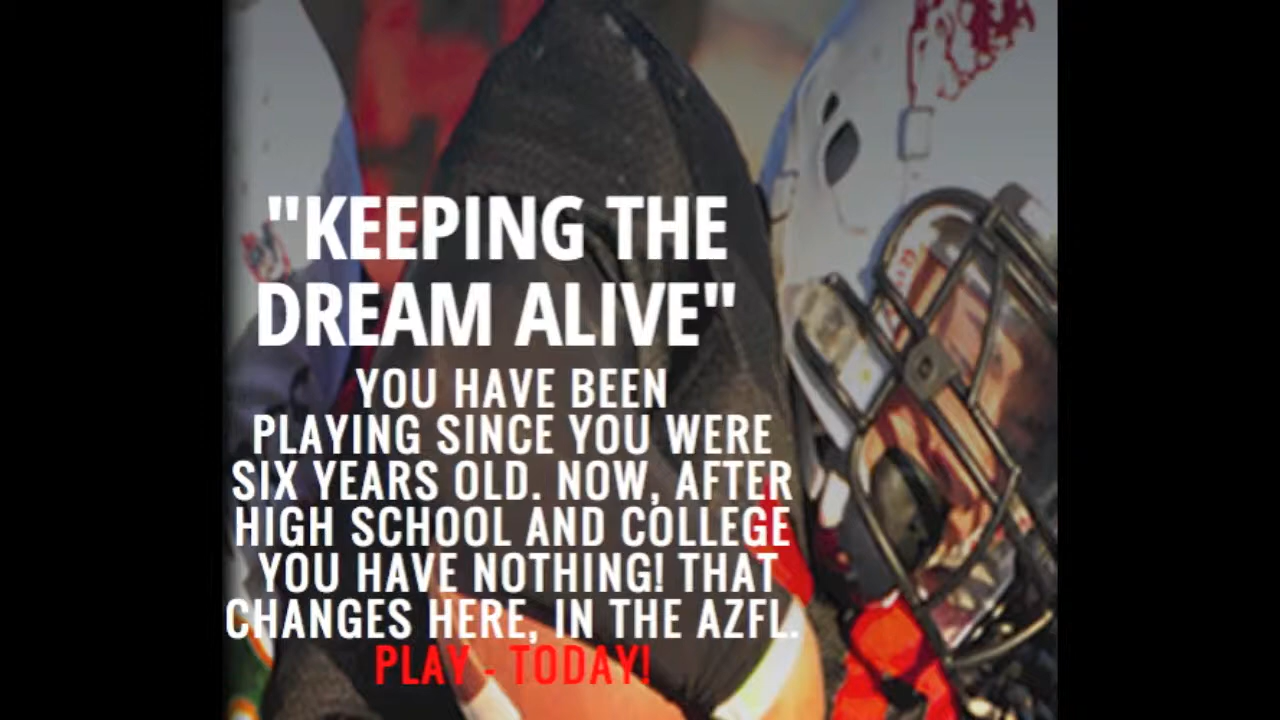 "KEEPING THE
DREAM ALIVE"
YOU HAVE BEEN
PLAYING SINCE YOU WERE
SIX YEARS OLD. NOW, AFTER
HIGH SCHOOL AND COLLEGE
YOU HAVE NOTHING! THAT
CHANGES HERE, IN THE AZFL.
PLAY - TODAY!